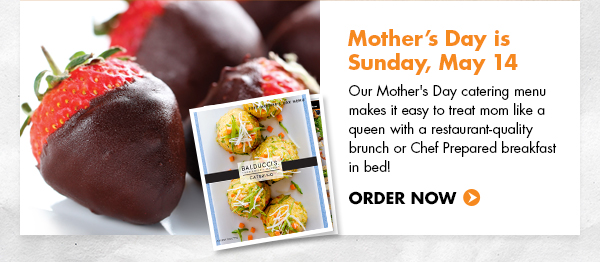 Mother's Day is
Sunday, May 14
Our Mother's Day catering menu
makes it easy to treat mom like a
queen with a restaurant-quality
brunch or Chef Prepared breakfast
in bed!
ORDER NOW
BALDUCCI'S
CATERING